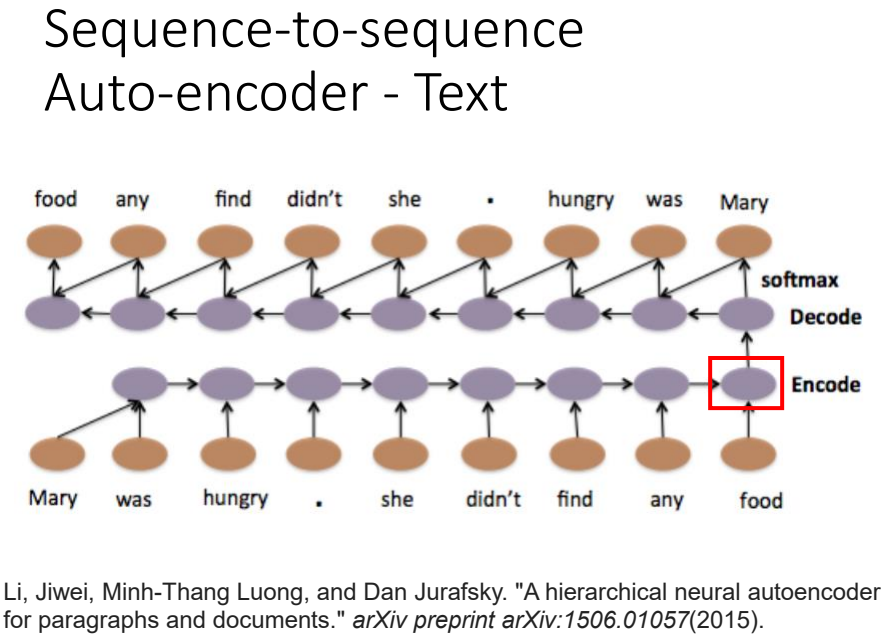 Sequence-to-sequence
Auto-encoder - Text
food any find didn't she . hungry was Mary
softmax
Decode
Encode
Mary was hungry . she didn't find any food
Li, Jiwei, Minh-Thang Luong, and Dan Jurafsky. "A hierarchical neural autoencoder
for paragraphs and documents." arXiv preprint arXiv:1506.01057(2015).